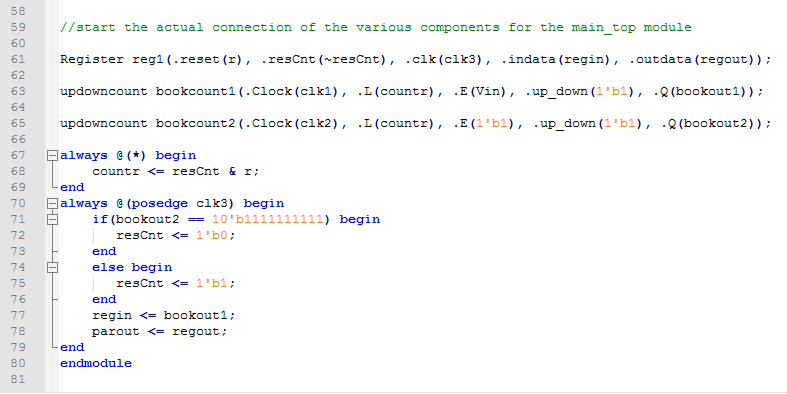 58
59 //start the actual connection of the various components for the main_top module
60
61 Register reg1(.reset(r), .resCnt(~resCnt), .clk(clk3), .indata(regin), .outdata(regout));
62
63 updowncount bookcount1(.Clock(clk1), .L(countr), .E(Vin), .up_down(1'b1), .Q(bookout1));
64
65 updowncount bookcount2(.Clock(clk2), .L(countr), .E(1'b1), .up_down(1'b1), .Q(bookout2));
66
67 always @(*) begin
68 countr <= resCnt & r;
69 end
70 always @(posedge clk3) begin
71 if(bookout2 == 10'b1111111111) begin
72 resCnt <= 1'b0;
73 end
74 else begin
75 resCnt <= 1'b1;
76 end
77 regin <= bookout1;
78 parout <= regout;
79 end
80 endmodule
81